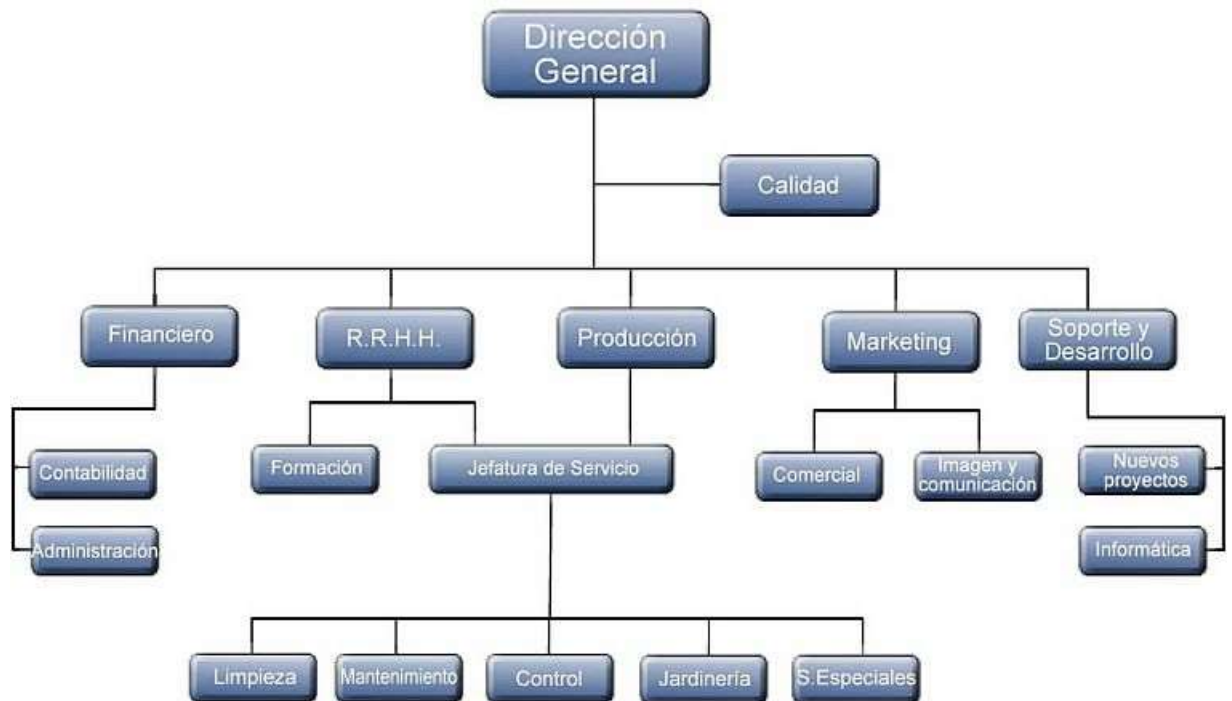 Dirección
General
Calidad
Financiero
R.R.H.H.
Producción
Marketing
Soporte y
Desarrollo
Contabilidad
Administración
Formación
Jefatura de Servicio
Comercial
Imagen y
comunicación
Nuevos
proyectos
Informática
Limpieza
Mantenimiento
Control
Jardinería
S.Especiales